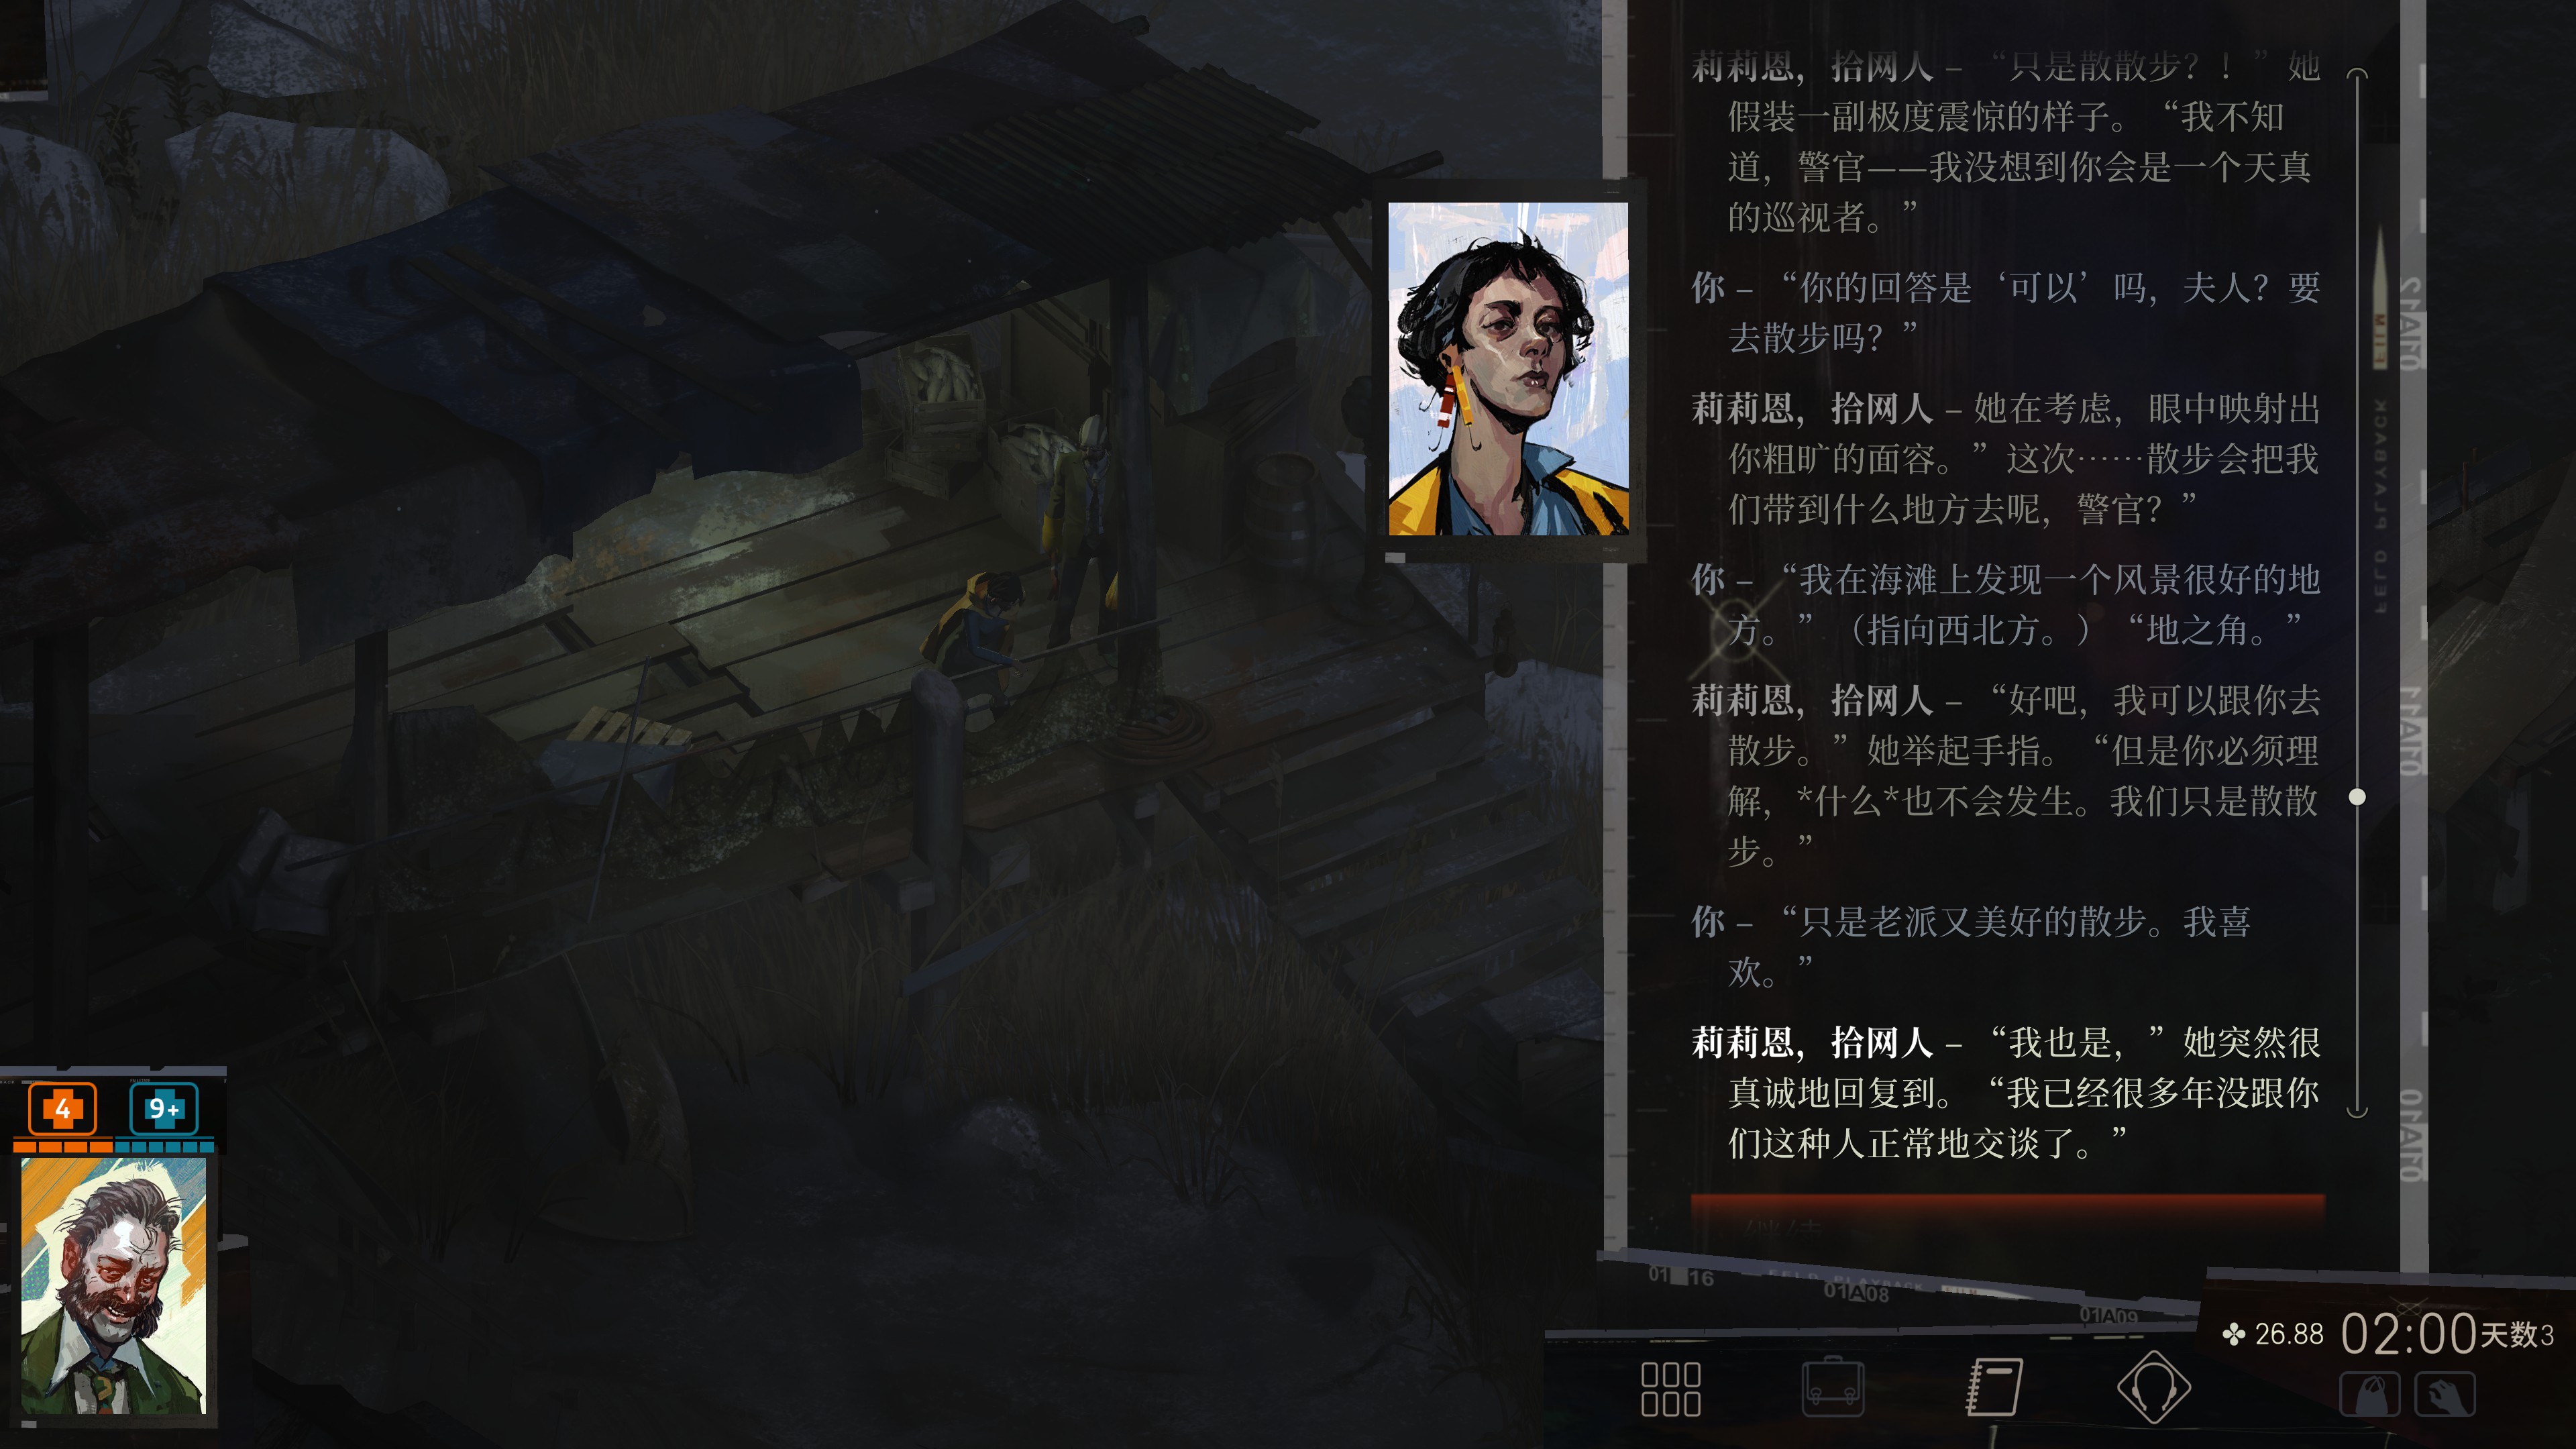 莉莉恩，拾网人 – “只是散散步？！”她
假装一副极度震惊的样子。“我不知
道，警官——我没想到你会是一个天真
的巡视者。”
你 – “你的回答是‘可以’吗，夫人？要
去散步吗？”
莉莉恩，拾网人 – 她在考虑，眼中映射出
你粗旷的面容。”这次……散步会把我
们带到什么地方去呢，警官？”
你 – “我在海滩上发现一个风景很好的地
方。”（指向西北方。）“地之角。”
莉莉恩，拾网人 – “好吧，我可以跟你去
散步。”她举起手指。“但是你必须理
解，*什么*也不会发生。我们只是散散
步。”
你 – “只是老派又美好的散步。我喜
欢。”
莉莉恩，拾网人 – “我也是，”她突然很
真诚地回复到。“我已经很多年没跟你
们这种人正常地交谈了。”
FIELD PLAYBACK
4
9+
01A08
01A09
26.88
02:00
天数3